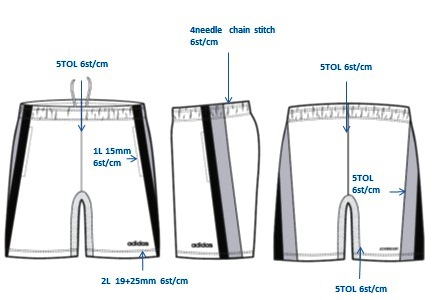 4needle chain stitch
6st/cm
5TOL 6st/cm
5TOL 6st/cm
1L 15mm
6st/cm
5TOL
6st/cm
adidas
adidas
2L 19+25mm 6st/cm
5TOL 6st/cm